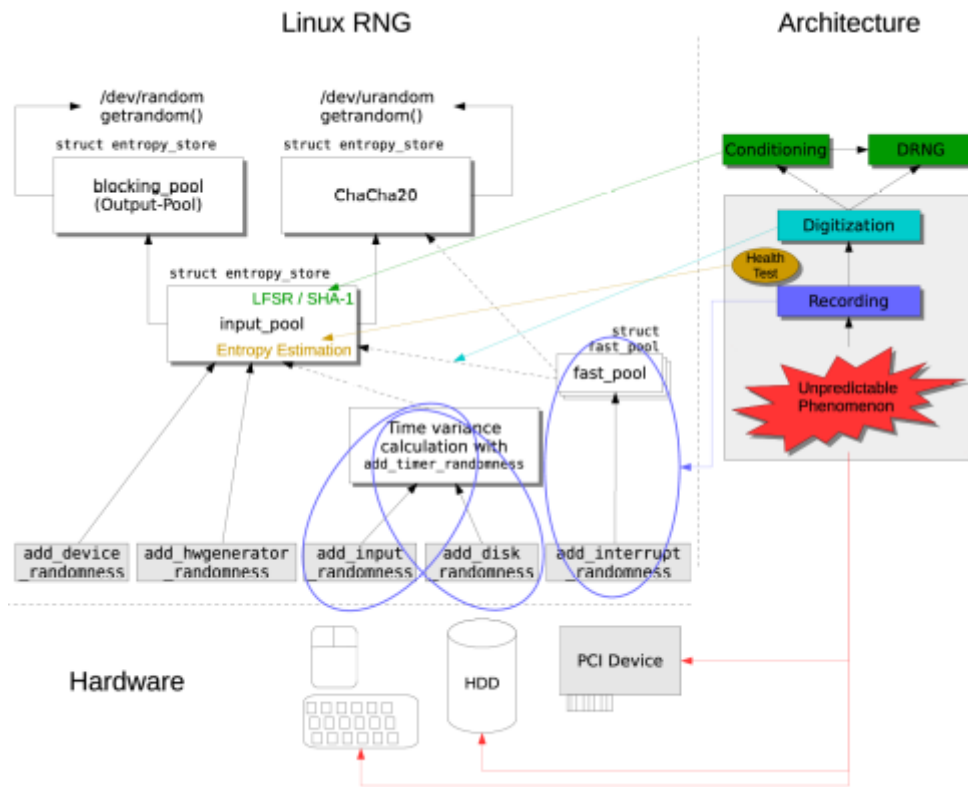 Linux RNG
Architecture
/dev/random
getrandom()
/dev/urandom
getrandom()
struct entropy_store
struct entropy_store
blocking_pool
(Output-Pool)
ChaCha20
Conditioning
DRNG
Digitization
Health
Test
Recording
Unpredictable
Phenomenon
struct entropy_store
LFSR / SHA-1
input_pool
Entropy Estimation
struct
fast_pool
fast_pool
Time variance
calculation with
add_timer_randomness
add_device
_randomness
add_hwgenerator
_randomness
add_input
_randomness
add_disk
_randomness
add_interrupt
_randomness
Hardware
HDD
PCI Device